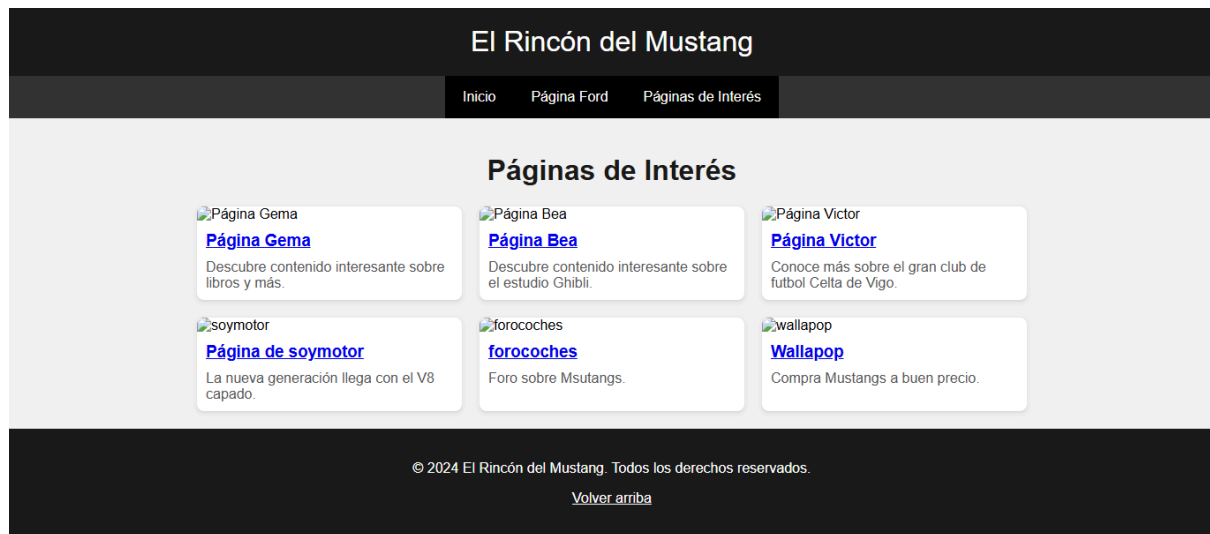 El Rincón del Mustang
Inicio Página Ford Páginas de Interés
Páginas de Interés
Página Gema
Página Gema
Descubre contenido interesante sobre
libros y más.
Página Bea
Página Bea
Descubre contenido interesante sobre
el estudio Ghibli.
Página Victor
Página Victor
Conoce más sobre el gran club de
futbol Celta de Vigo.
soymotor
Página de soymotor
La nueva generación llega con el V8
capado.
forocoches
forocoches
Foro sobre Msutangs.
wallapop
Wallapop
Compra Mustangs a buen precio.
© 2024 El Rincón del Mustang. Todos los derechos reservados.
Volver arriba